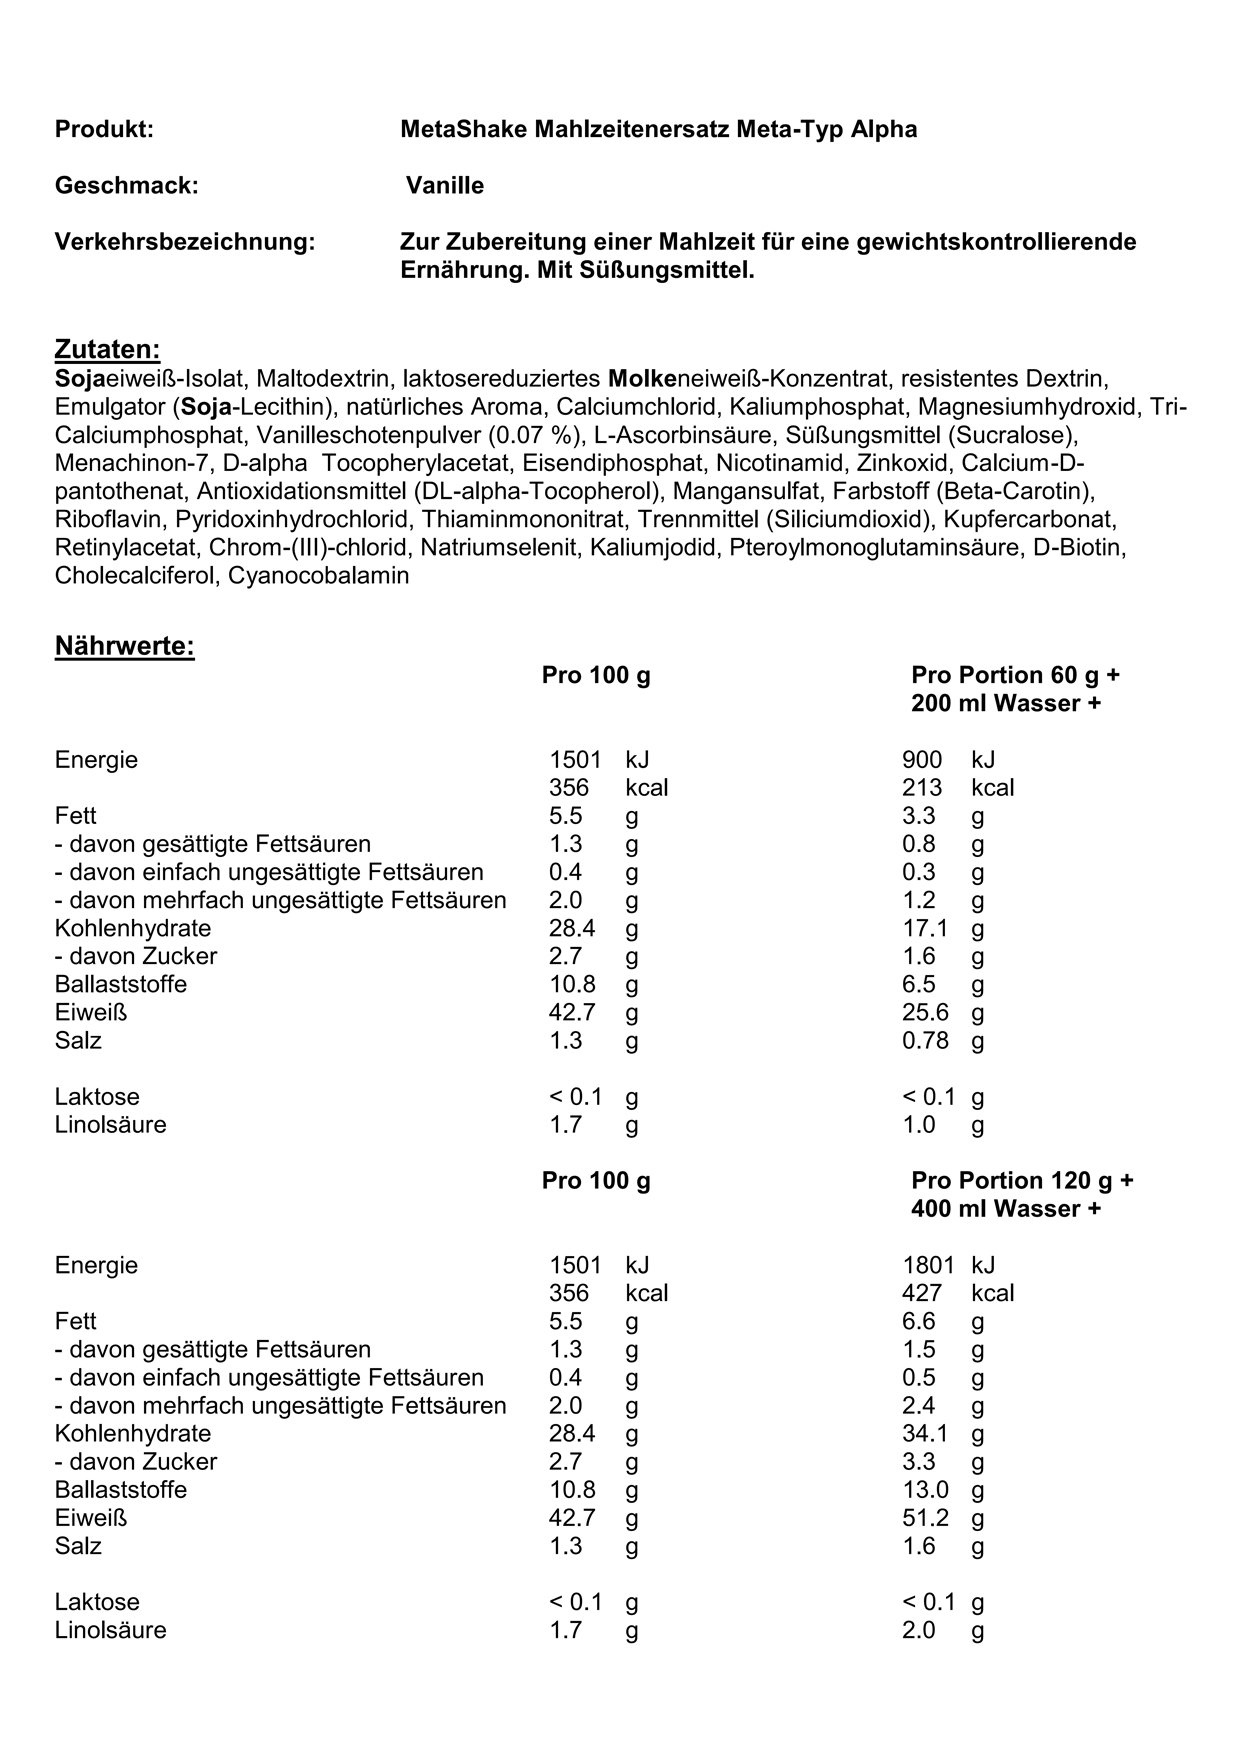 Produkt: MetaShake Mahlzeitenersatz Meta-Typ Alpha
Geschmack: Vanille
Verkehrsbezeichnung: Zur Zubereitung einer Mahlzeit für eine gewichtskontrollierende
Ernährung. Mit Süßungsmittel.
Zutaten:
Sojaeiweiß-Isolat, Maltodextrin, laktosereduziertes Molkeneiweiß-Konzentrat, resistentes Dextrin,
Emulgator (Soja-Lecithin), natürliches Aroma, Calciumchlorid, Kaliumphosphat, Magnesiumhydroxid, Tri-
Calciumphosphat, Vanilleschotenpulver (0.07 %), L-Ascorbinsäure, Süßungsmittel (Sucralose),
Menachinon-7, D-alpha Tocopherylacetat, Eisendiphosphat, Nicotinamid, Zinkoxid, Calcium-D-
pantothenat, Antioxidationsmittel (DL-alpha-Tocopherol), Mangansulfat, Farbstoff (Beta-Carotin),
Riboflavin, Pyridoxinhydrochlorid, Thiaminmononitrat, Trennmittel (Siliciumdioxid), Kupfercarbonat,
Retinylacetat, Chrom-(III)-chlorid, Natriumselenit, Kaliumjodid, Pteroylmonoglutaminsäure, D-Biotin,
Cholecalciferol, Cyanocobalamin
Nährwerte:
Pro 100 g Pro Portion 60 g +
200 ml Wasser +
Energie 1501 kJ 900 kJ
356 kcal 213 kcal
Fett 5.5 g 3.3 g
- davon gesättigte Fettsäuren 1.3 g 0.8 g
- davon einfach ungesättigte Fettsäuren 0.4 g 0.3 g
- davon mehrfach ungesättigte Fettsäuren 2.0 g 1.2 g
Kohlenhydrate 28.4 g 17.1 g
- davon Zucker 2.7 g 1.6 g
Ballaststoffe 10.8 g 6.5 g
Eiweiß 42.7 g 25.6 g
Salz 1.3 g 0.78 g
Laktose < 0.1 g < 0.1 g
Linolsäure 1.7 g 1.0 g
Pro 100 g Pro Portion 120 g +
400 ml Wasser +
Energie 1501 kJ 1801 kJ
356 kcal 427 kcal
Fett 5.5 g 6.6 g
- davon gesättigte Fettsäuren 1.3 g 1.5 g
- davon einfach ungesättigte Fettsäuren 0.4 g 0.5 g
- davon mehrfach ungesättigte Fettsäuren 2.0 g 2.4 g
Kohlenhydrate 28.4 g 34.1 g
- davon Zucker 2.7 g 3.3 g
Ballaststoffe 10.8 g 13.0 g
Eiweiß 42.7 g 51.2 g
Salz 1.3 g 1.6 g
Laktose < 0.1 g < 0.1 g
Linolsäure 1.7 g 2.0 g